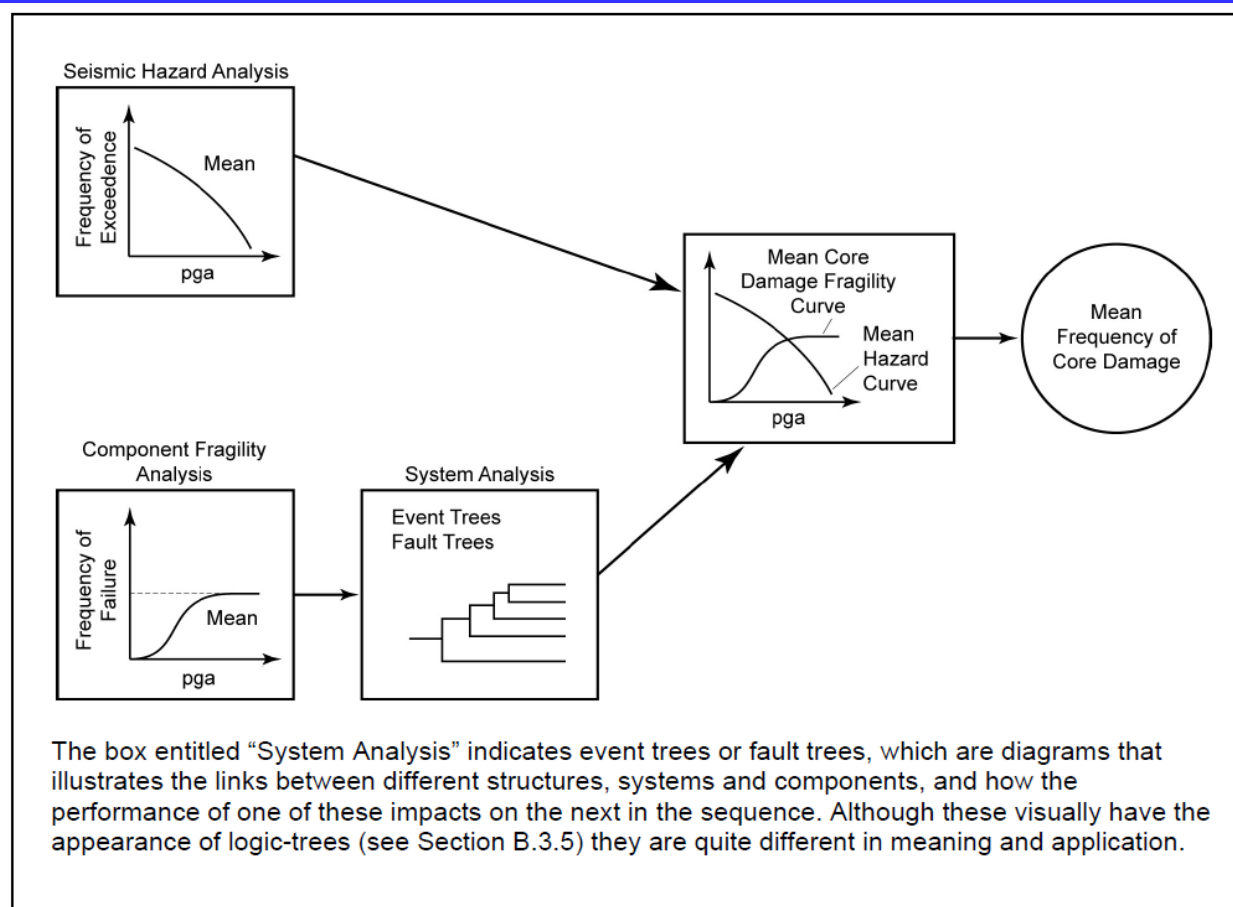 Seismic Hazard Analysis
Frequency of
Exceedence
Mean
pga
Mean Core
Damage Fragility
Curve
Mean
Hazard
Curve
pga
Mean
Frequency of
Core Damage
Component Fragility
Analysis
Frequency of
Failure
Mean
pga
System Analysis
Event Trees
Fault Trees
The box entitled “System Analysis” indicates event trees or fault trees, which are diagrams that
illustrates the links between different structures, systems and components, and how the
performance of one of these impacts on the next in the sequence. Although these visually have the
appearance of logic-trees (see Section B.3.5) they are quite different in meaning and application.